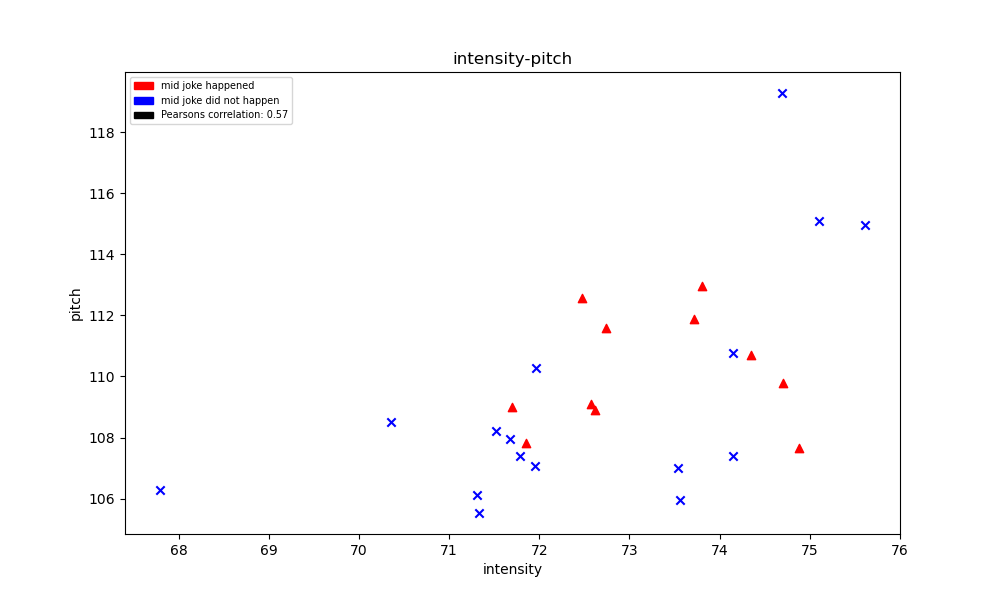 intensity-pitch
mid joke happened
mid joke did not happen
Pearsons correlation: 0.57
118
116
114
112
110
108
106
pitch
68 69 70 71 72 73 74 75 76
intensity